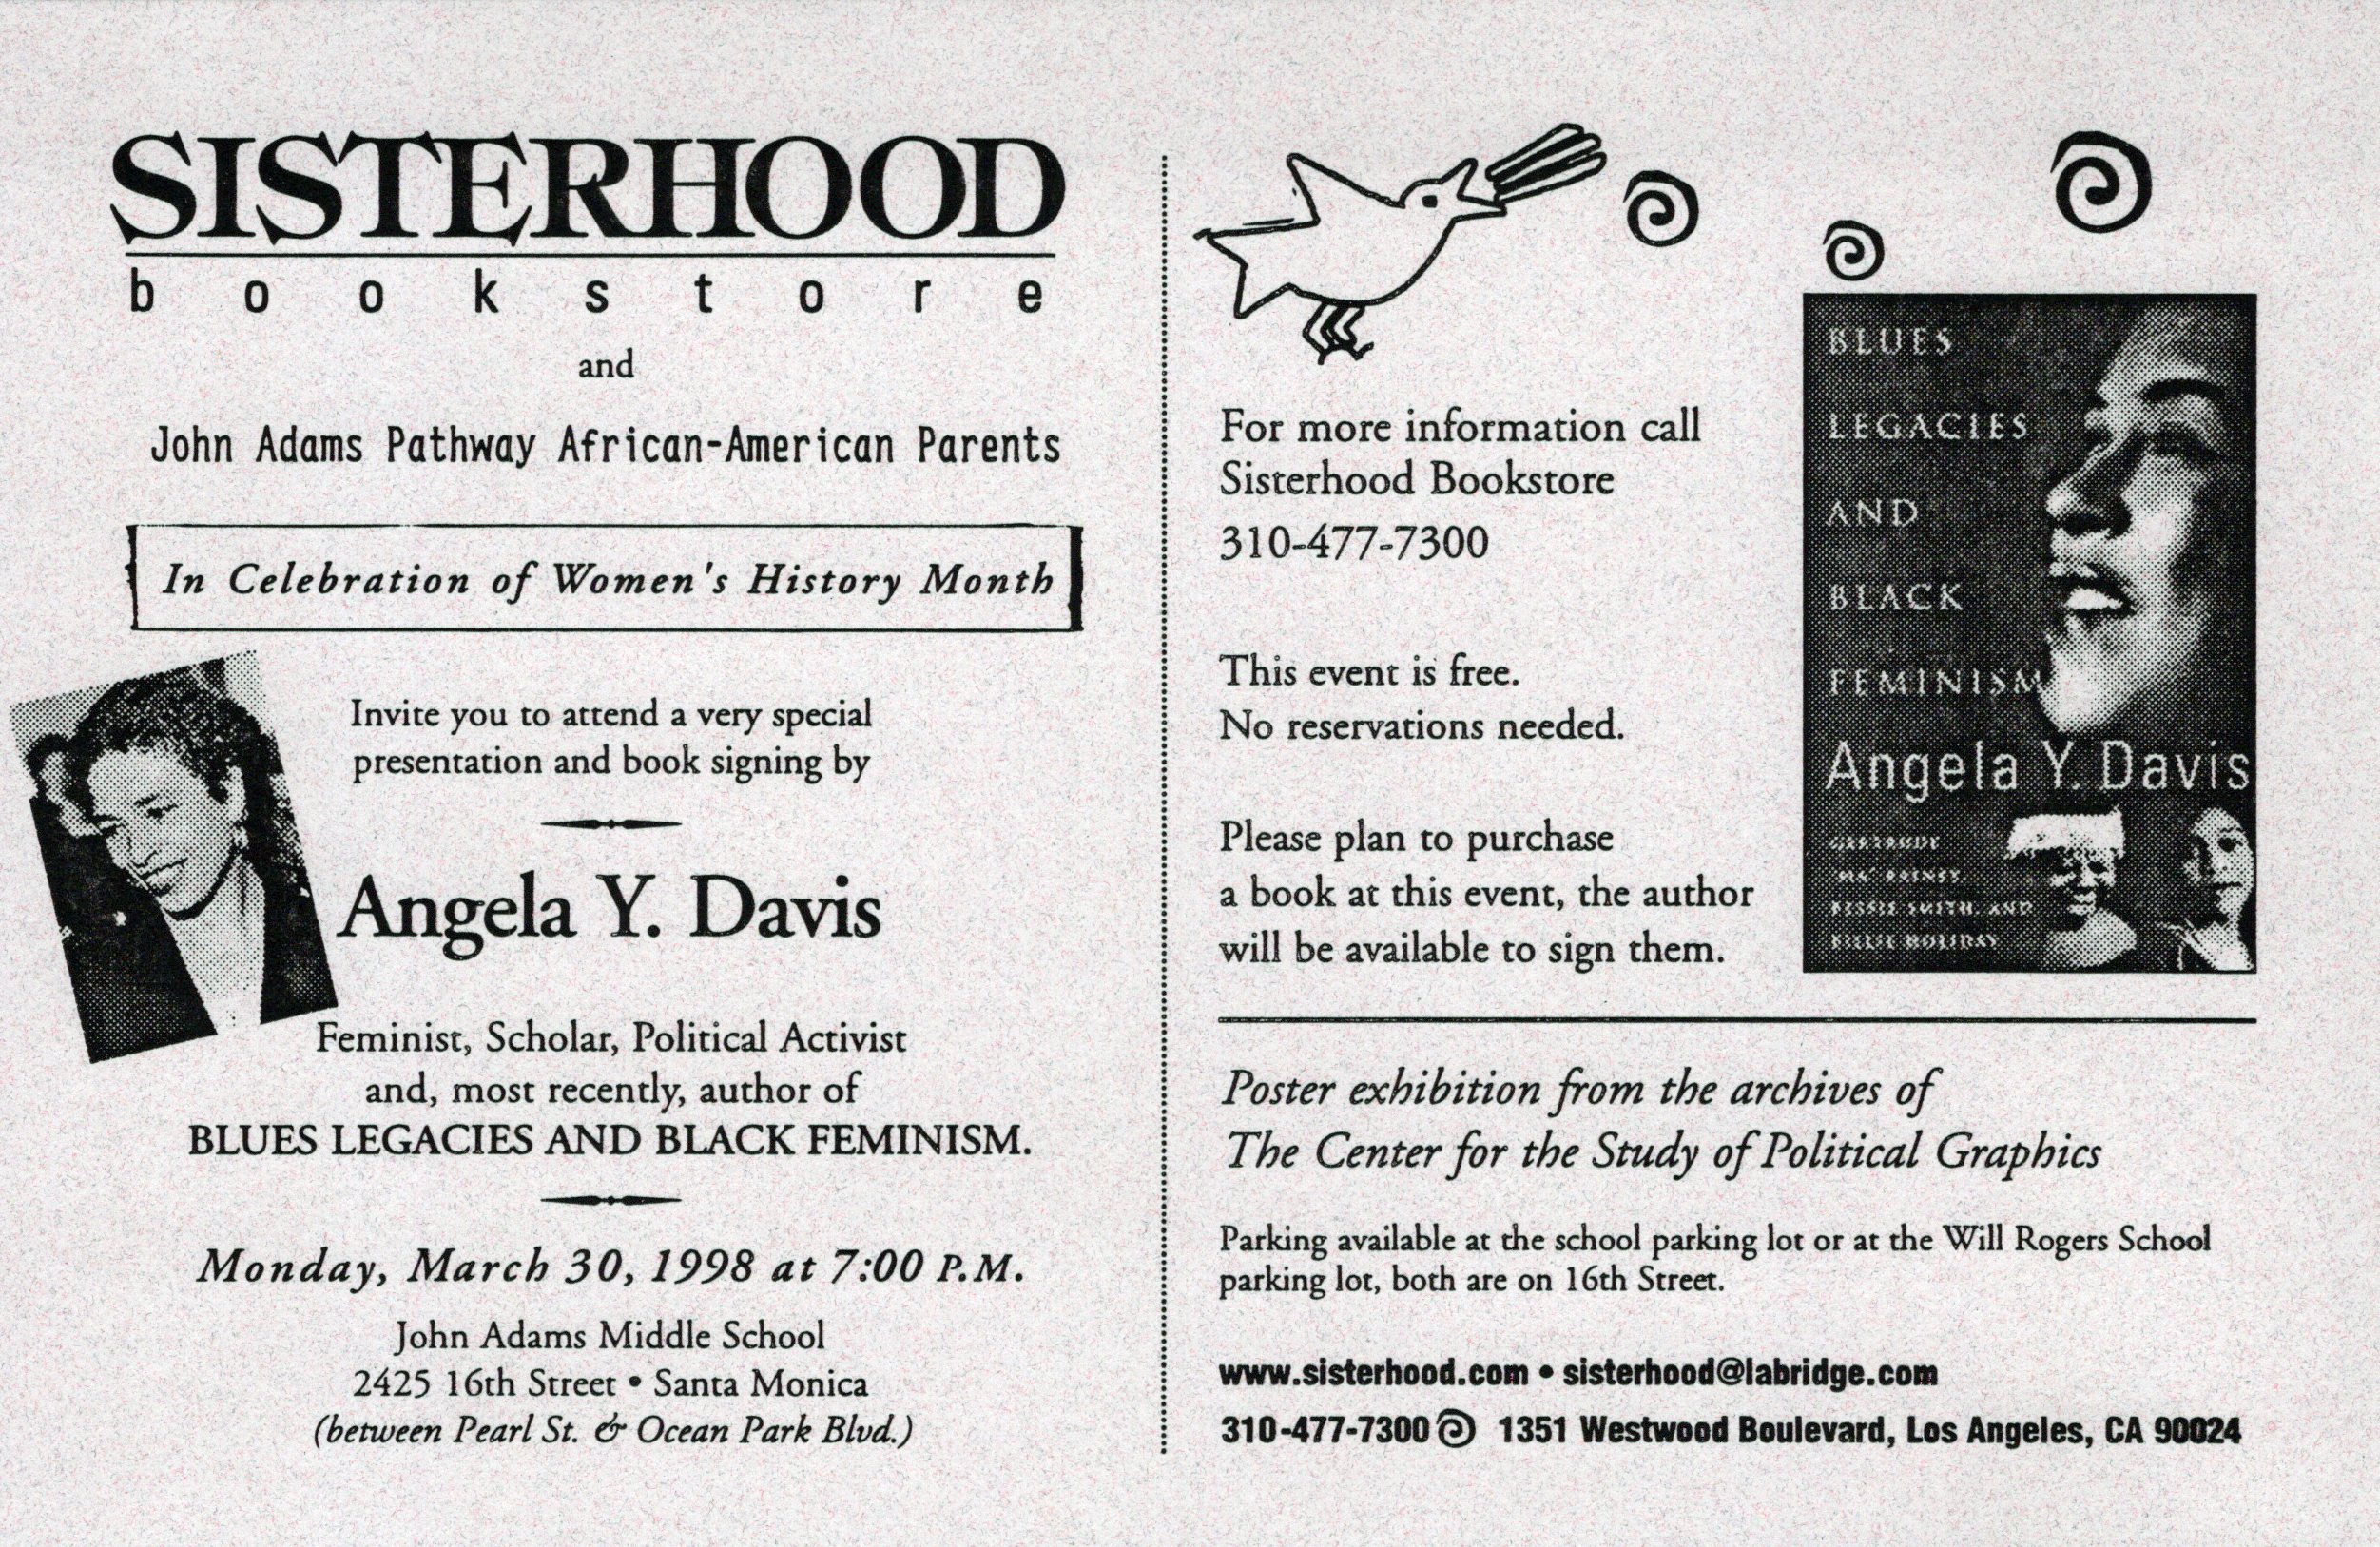 SISTERHOOD
bookstore
and
John Adams Pathway African-American Parents
In Celebration of Women's History Month
Invite you to attend a very special
presentation and book signing by
Angela Y. Davis
Feminist, Scholar, Political Activist
and, most recently, author of
BLUES LEGACIES AND BLACK FEMINISM.
Monday, March 30, 1998 at 7:00 P.M.
John Adams Middle School
2425 16th Street • Santa Monica
(between Pearl St. & Ocean Park Blvd.)
For more information call
Sisterhood Bookstore
310-477-7300
This event is free.
No reservations needed.
Please plan to purchase
a book at this event, the author
will be available to sign them.
BLUES
LEGACIES
AND
BLACK
FEMINISM
Angela Y. Davis
GERTRUDE
"MA" RAINEY,
BESSIE SMITH, AND
BILLIE HOLIDAY
Poster exhibition from the archives of
The Center for the Study of Political Graphics
Parking available at the school parking lot or at the Will Rogers School
parking lot, both are on 16th Street.
www.sisterhood.com • sisterhood@labridge.com
310-477-7300 1351 Westwood Boulevard, Los Angeles, CA 90024